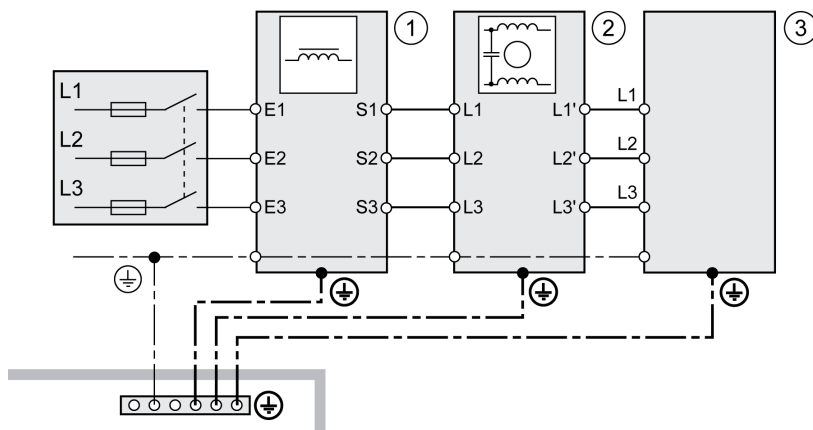 1 2 3
L1 E1 S1 L1 L1' L1
L2 E2 S2 L2 L2' L2
L3 E3 S3 L3 L3' L3